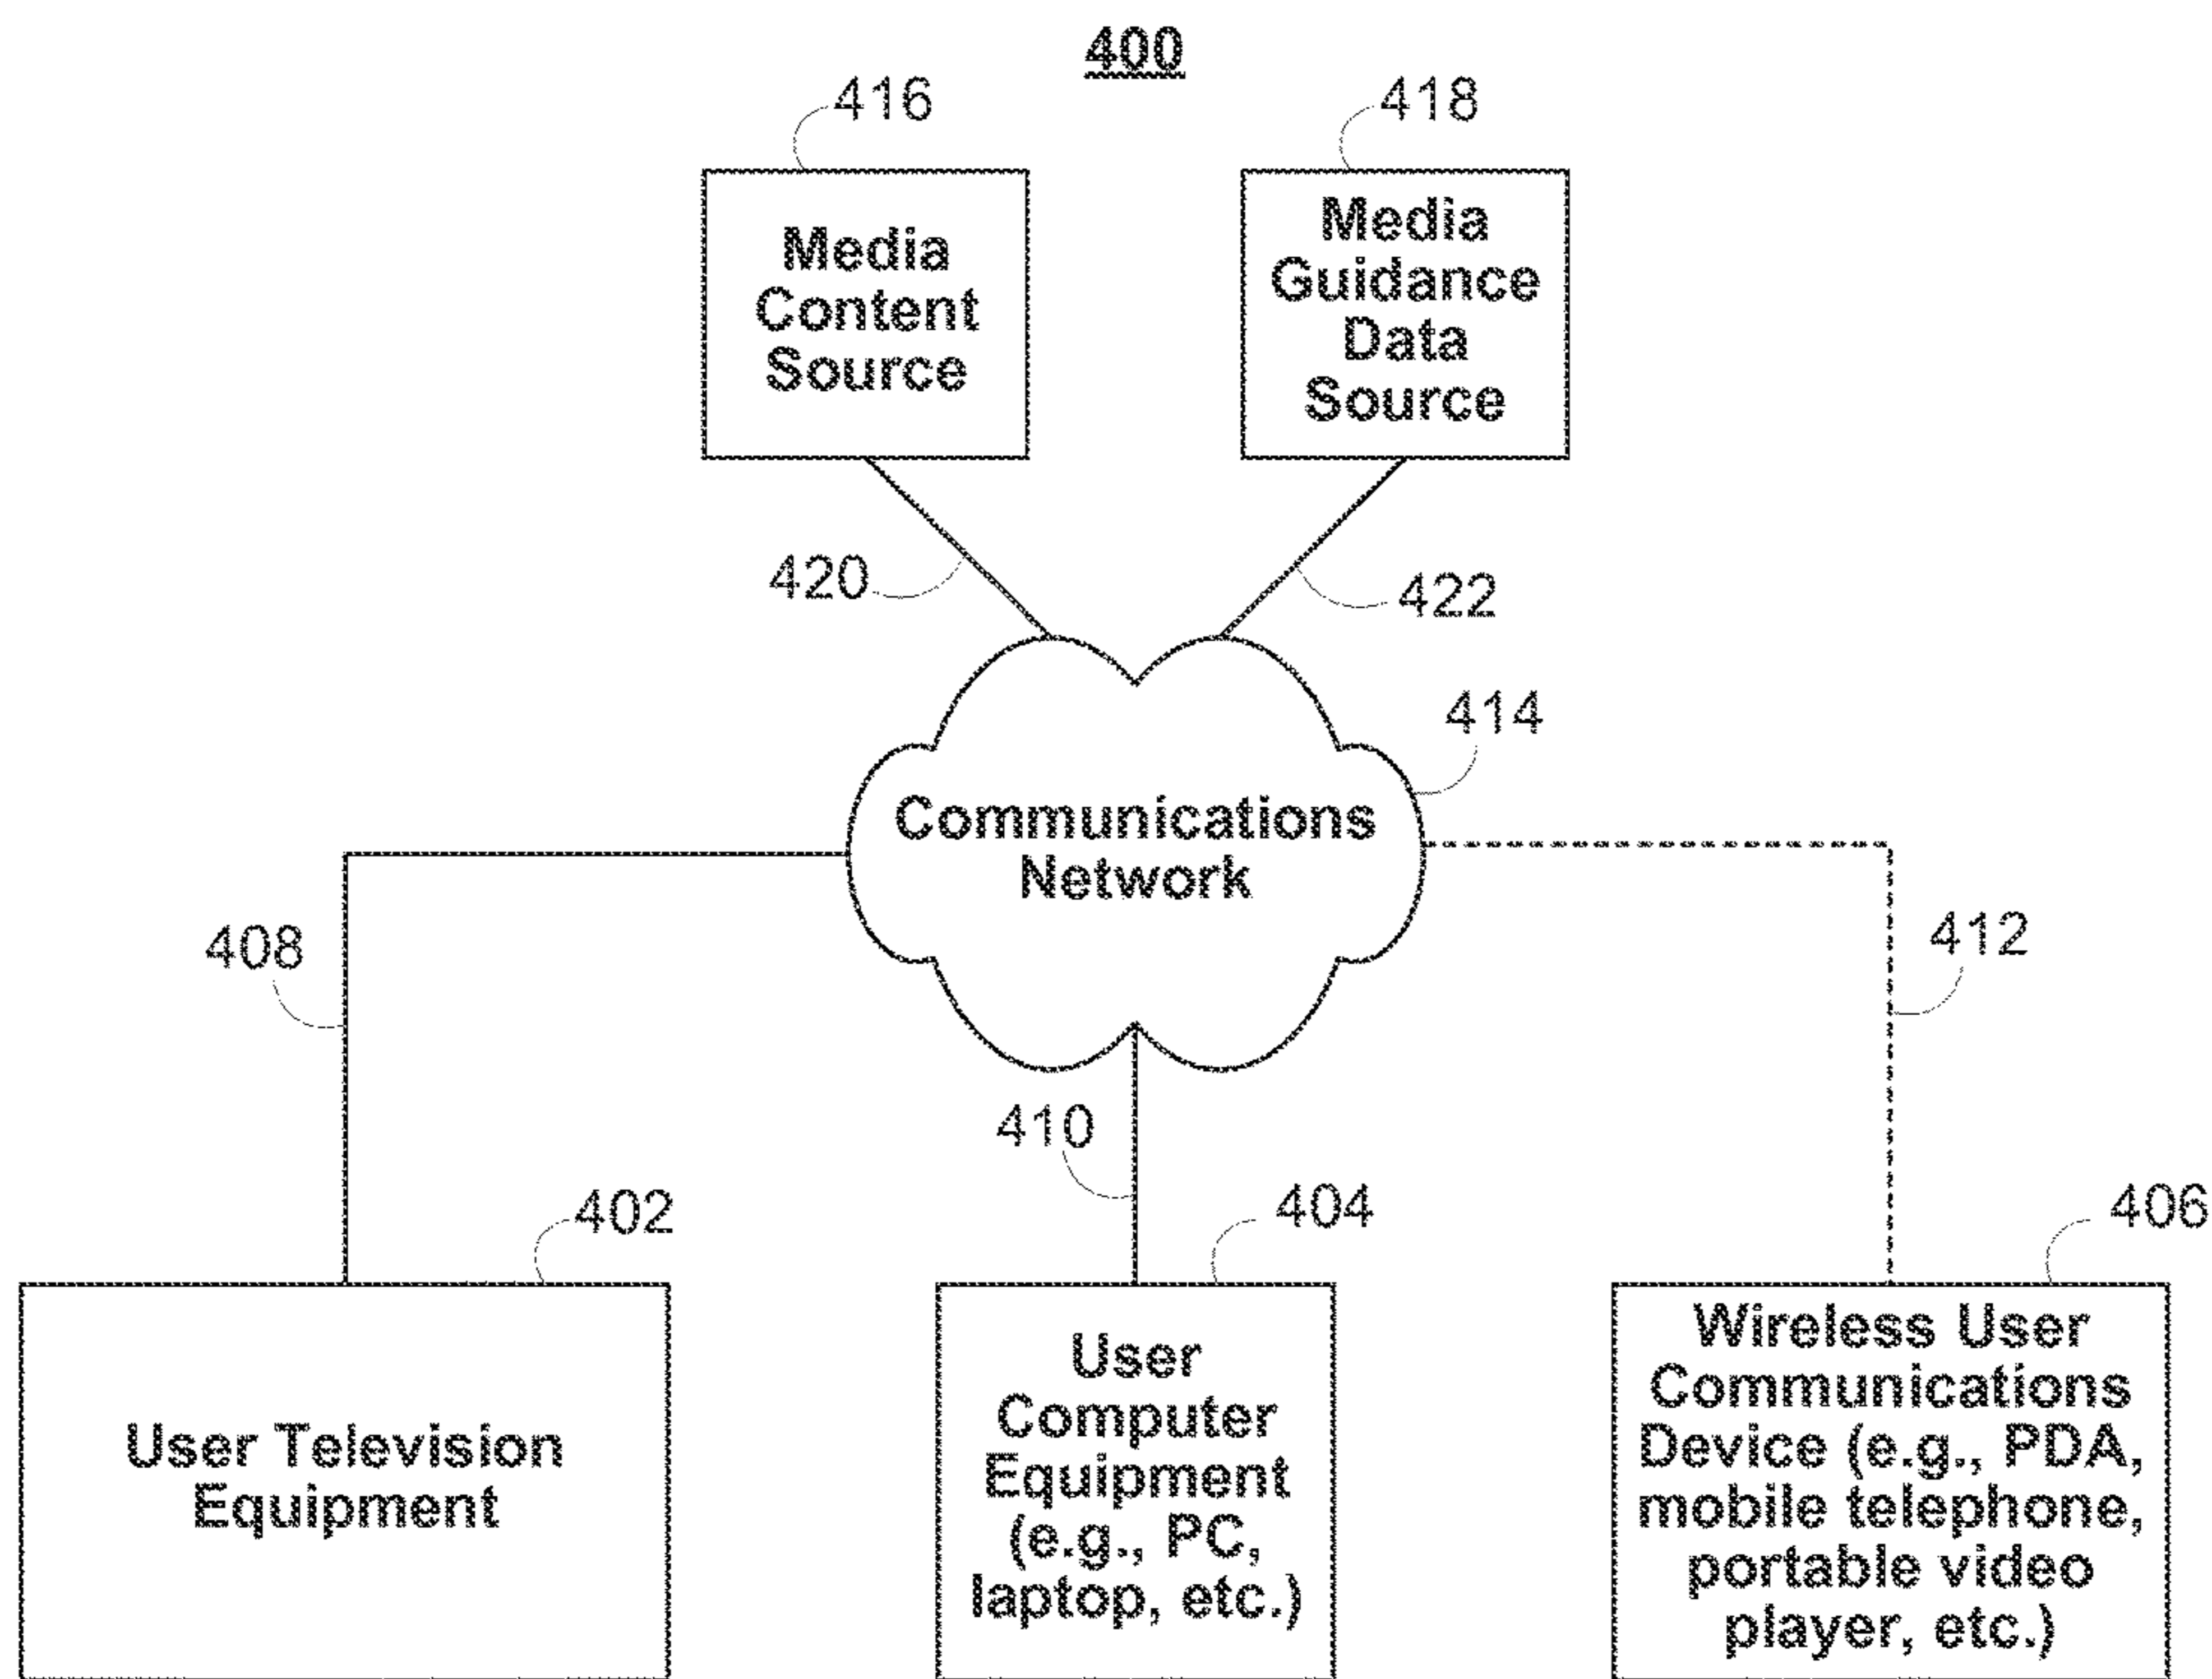 400
416
418
Media
Content
Source
Media
Guidance
Data
Source
420
422
414
Communications
Network
408
412
410
402
404
406
User Television
Equipment
User
Computer
Equipment
(e.g., PC,
laptop, etc.)
Wireless User
Communications
Device (e.g., PDA,
mobile telephone,
portable video
player, etc.)